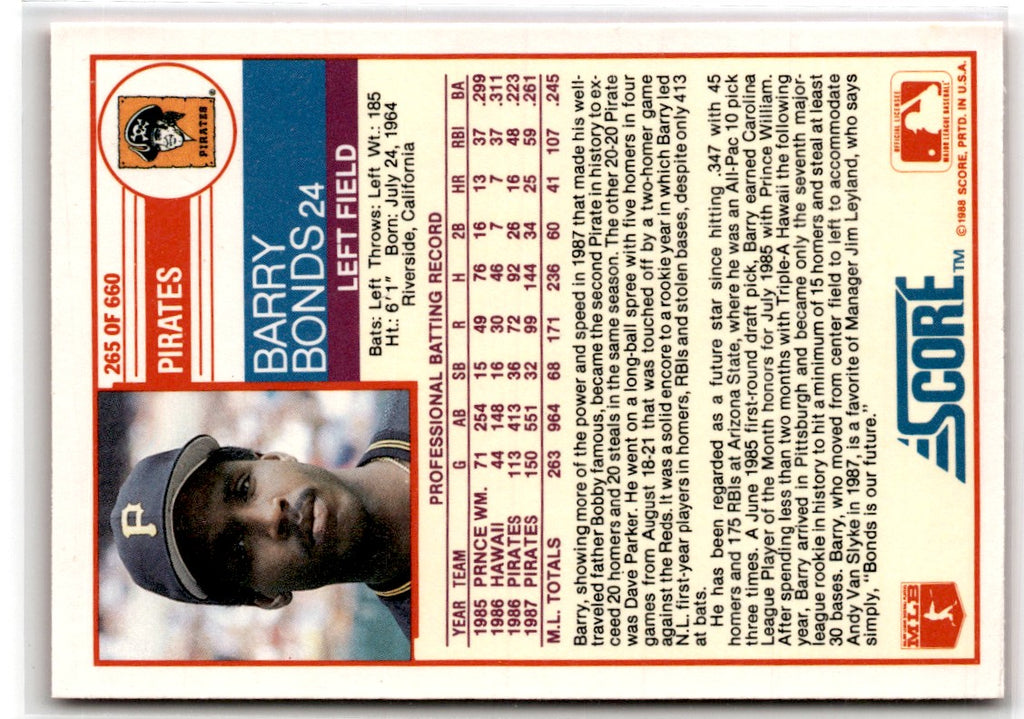 265 OF 660
PIRATES
PIRATES ®
BARRY
BONDS 24
LEFT FIELD
Bats: Left Throws: Left Wt.: 185
Ht.: 6'1" Born: July 24, 1964
Riverside, California
P
PROFESSIONAL BATTING RECORD
YEAR TEAM G AB SB R H 2B HR RBI BA
1985 PRNCE WM. 71 254 15 49 76 16 13 37 .299
1986 HAWAII 44 148 16 30 46 7 7 37 .311
1986 PIRATES 113 413 36 72 92 26 16 48 .223
1987 PIRATES 150 551 32 99 144 34 25 59 .261
M.L. TOTALS 263 964 68 171 236 60 41 107 .245
Barry, showing more of the power and speed in 1987 that made his well-
traveled father Bobby famous, became the second Pirate in history to ex-
ceed 20 homers and 20 steals in the same season. The other 20-20 Pirate
was Dave Parker. He went on a long-ball spree with five homers in four
games from August 18-21 that was touched off by a two-homer game
against the Reds. It was a solid encore to a rookie year in which Barry led
N.L. first-year players in homers, RBIs and stolen bases, despite only 413
at bats.
He has been regarded as a future star since hitting .347 with 45
homers and 175 RBIs at Arizona State, where he was an All-Pac 10 pick
three times. A June 1985 first-round draft pick, Barry earned Carolina
League Player of the Month honors for July 1985 with Prince William.
After spending less than two months with Triple-A Hawaii the following
year, Barry arrived in Pittsburgh and became only the seventh major-
league rookie in history to hit a minimum of 15 homers and steal at least
30 bases. Barry, who moved from center field to left to accommodate
Andy Van Slyke in 1987, is a favorite of Manager Jim Leyland, who says
simply, "Bonds is our future."
MLB
SCORE™
OFFICIAL LICENSEE
MAJOR LEAGUE BASEBALL
©1988 SCORE, PRTD. IN U.S.A.